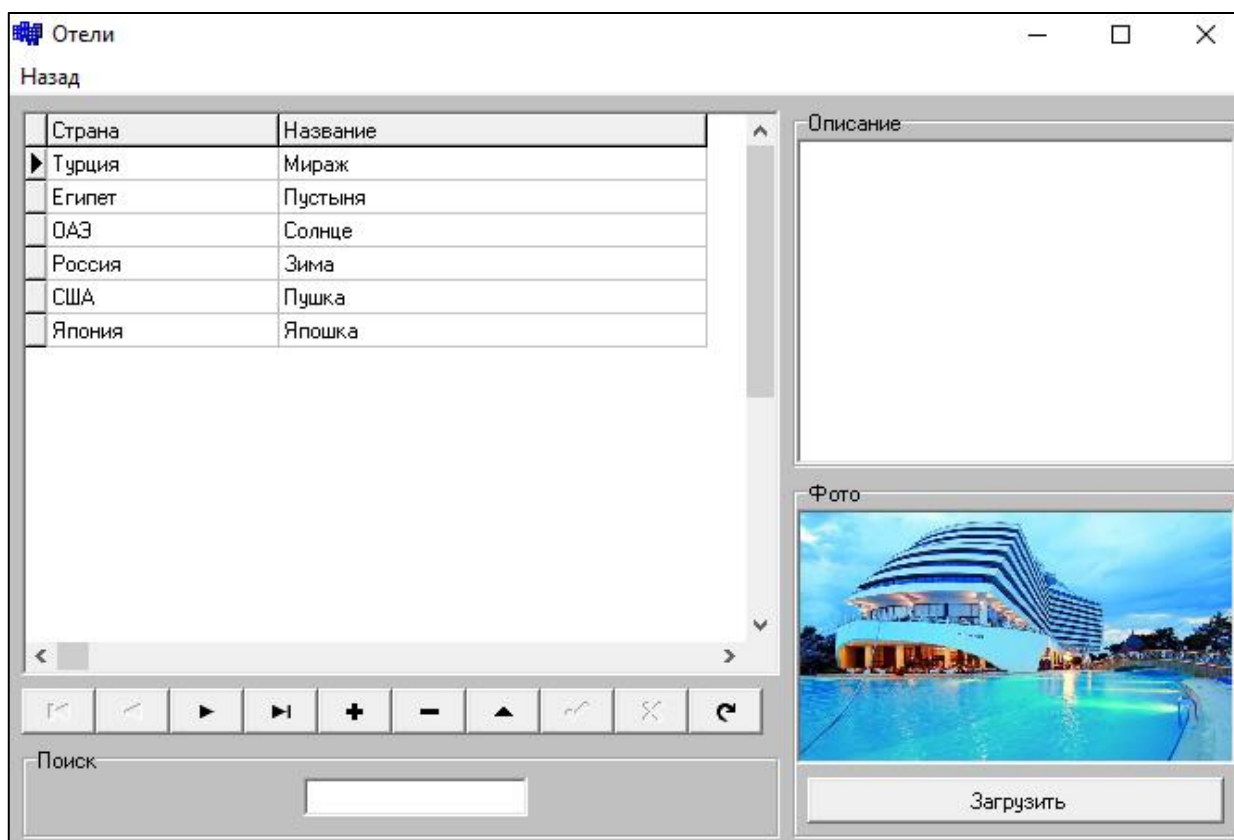 Отели
Назад
Страна Название
Турция Мираж
Египет Пустыня
ОАЭ Солнце
Россия Зима
США Пушка
Япония Япошка
Описание
Фото
Поиск
Загрузить